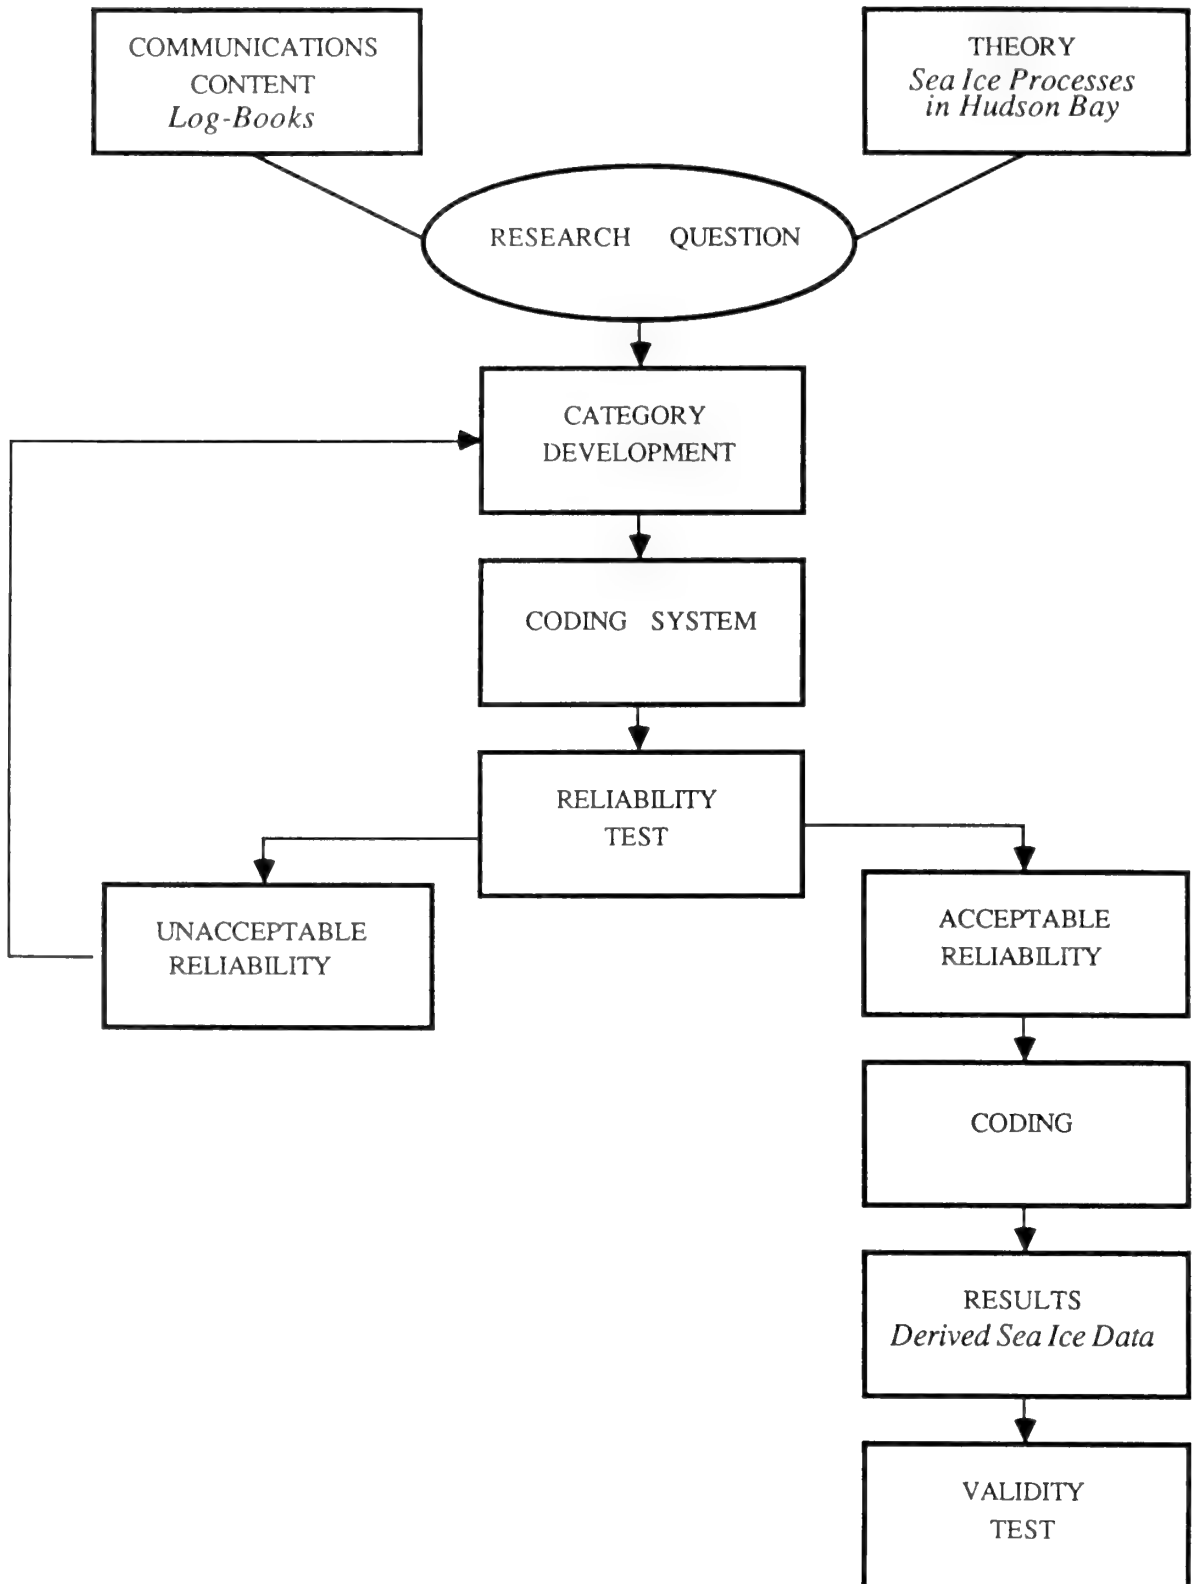 COMMUNICATIONS
CONTENT
Log-Books
THEORY
Sea Ice Processes
in Hudson Bay
RESEARCH QUESTION
CATEGORY
DEVELOPMENT
CODING SYSTEM
RELIABILITY
TEST
UNACCEPTABLE
RELIABILITY
ACCEPTABLE
RELIABILITY
CODING
RESULTS
Derived Sea Ice Data
VALIDITY
TEST